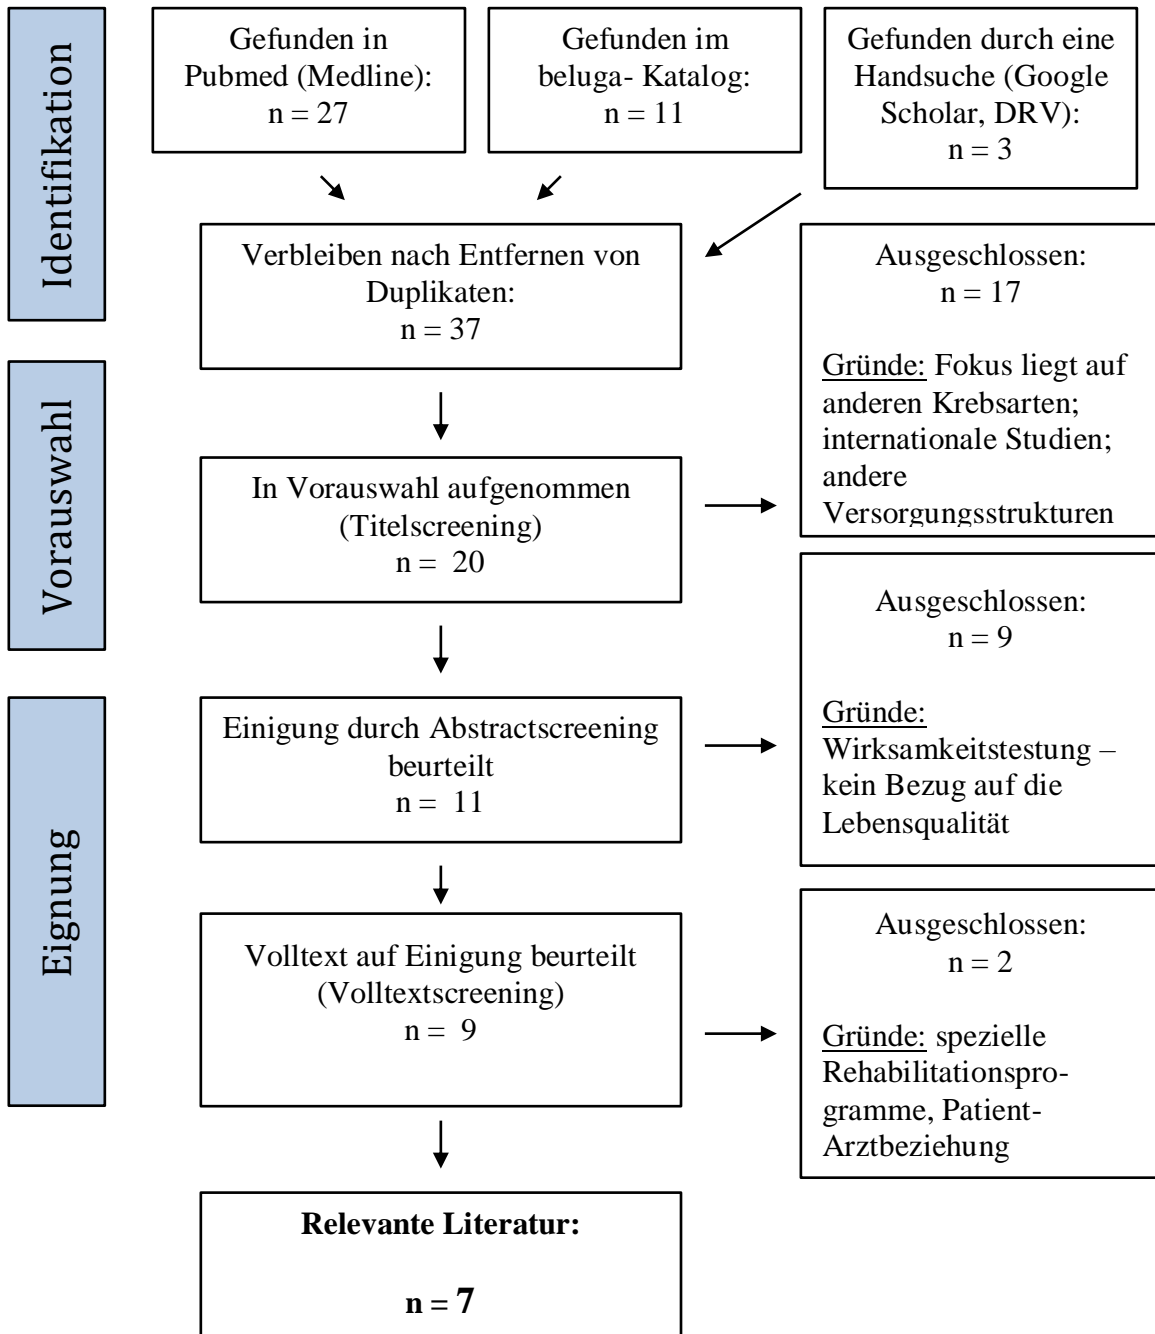 Identifikation
Gefunden in
Pubmed (Medline):
n = 27
Gefunden im
beluga- Katalog:
n = 11
Gefunden durch eine
Handsuche (Google
Scholar, DRV):
n = 3
Verbleiben nach Entfernen von
Duplikaten:
n = 37
Ausgeschlossen:
n = 17
Gründe: Fokus liegt auf
anderen Krebsarten;
internationale Studien;
andere
Versorgungsstrukturen
Vorauswahl
In Vorauswahl aufgenommen
(Titelscreening)
n = 20
Ausgeschlossen:
n = 9
Gründe:
Wirksamkeitstestung –
kein Bezug auf die
Lebensqualität
Eignung
Einigung durch Abstractscreening
beurteilt
n = 11
Volltext auf Einigung beurteilt
(Volltextscreening)
n = 9
Ausgeschlossen:
n = 2
Gründe: spezielle
Rehabilitationspro-
gramme, Patient-
Arztbeziehung
Relevante Literatur:
n = 7